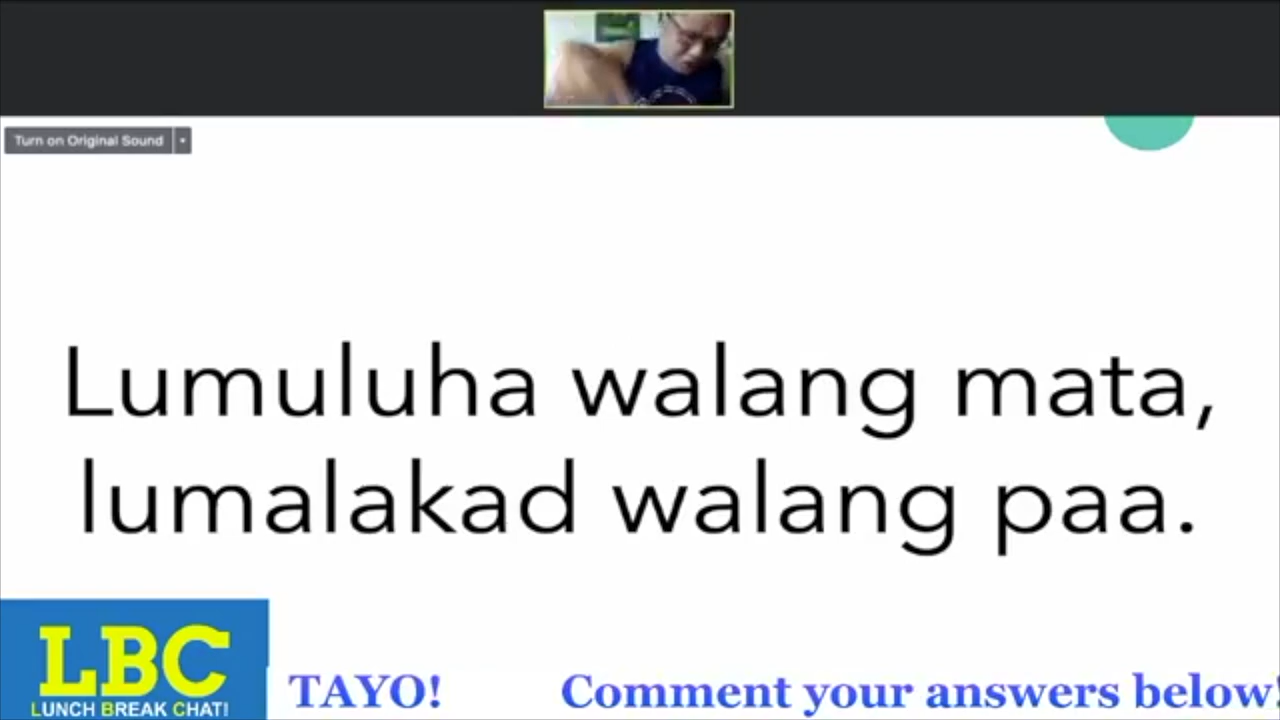 Turn on Original Sound
Lumuluha walang mata,
lumalakad walang paa.
LBC
LUNCH BREAK CHAT!
TAYO! Comment your answers below!